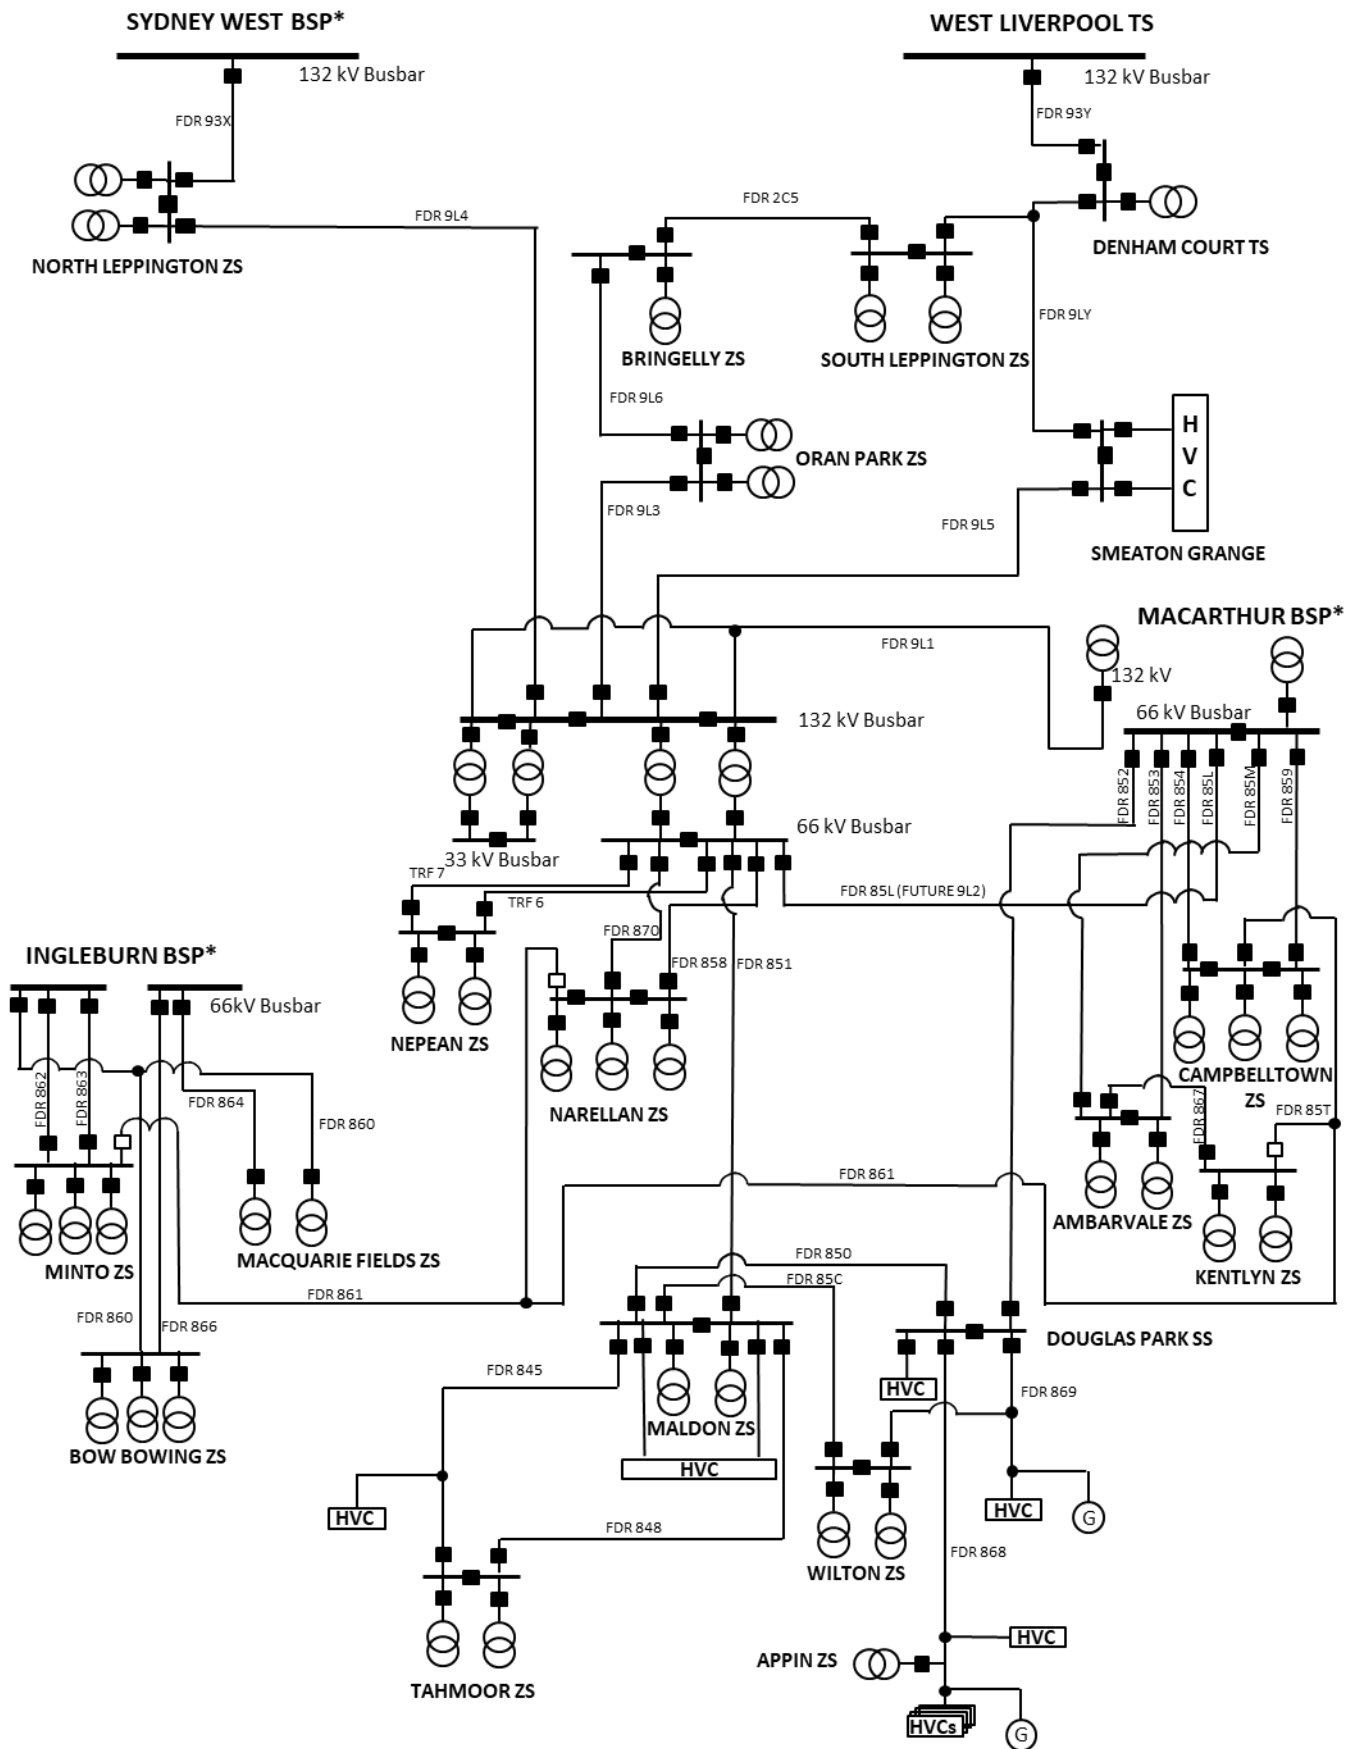 SYDNEY WEST BSP*
WEST LIVERPOOL TS
132 kV Busbar
132 kV Busbar
FDR 93X
FDR 93Y
FDR 2C5
FDR 9L4
NORTH LEPPINGTON ZS
DENHAM COURT TS
FDR 9LY
BRINGELLY ZS
SOUTH LEPPINGTON ZS
FDR 9L6
H
V
C
ORAN PARK ZS
FDR 9L3
FDR 9L5
SMEATON GRANGE
MACARTHUR BSP*
FDR 9L1
132 kV
66 kV Busbar
132 kV Busbar
FDR 852
FDR 853
FDR 854
FDR 85L
FDR 85M
FDR 859
66 kV Busbar
33 kV Busbar
TRF 7
TRF 6
FDR 85L (FUTURE 9L2)
FDR 870
FDR 858
FDR 851
INGLEBURN BSP*
66kV Busbar
NEPEAN ZS
NARELLAN ZS
CAMPBELLTOWN
ZS
FDR 862
FDR 863
FDR 864
FDR 860
FDR 867
FDR 85T
MINTO ZS
MACQUARIE FIELDS ZS
FDR 861
AMBARVALE ZS
KENTLYN ZS
FDR 850
FDR 85C
FDR 861
FDR 860
FDR 866
DOUGLAS PARK SS
FDR 845
HVC
FDR 869
MALDON ZS
BOW BOWING ZS
HVC
HVC
HVC
G
FDR 848
FDR 868
WILTON ZS
HVC
APPIN ZS
TAHMOOR ZS
HVCs
G